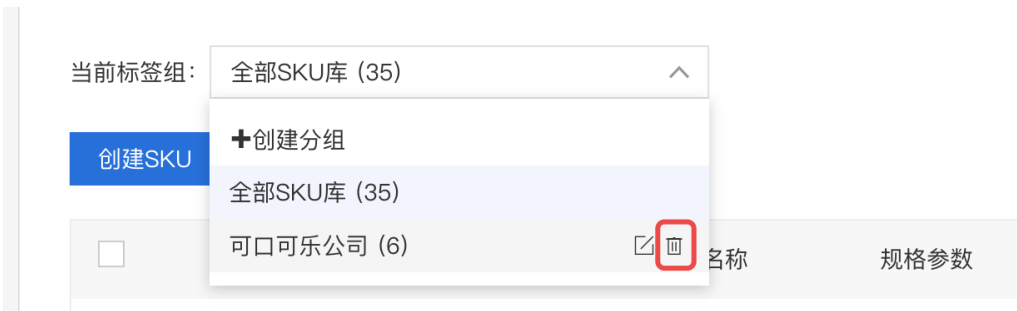 当前标签组： 全部SKU库 (35)
✚创建分组
创建SKU
全部SKU库 (35)
可口可乐公司 (6)
名称 规格参数